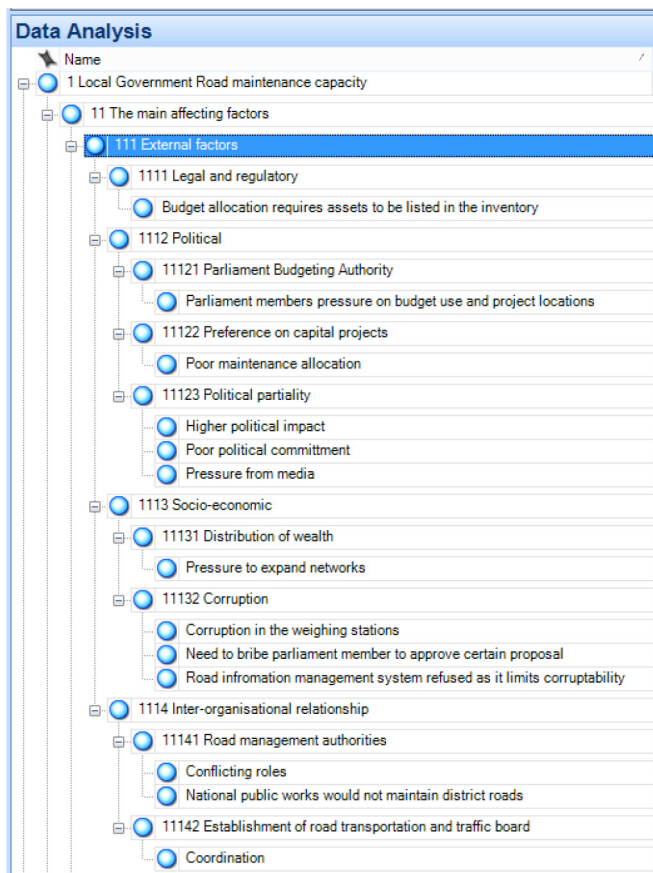 Data Analysis
Name
1 Local Government Road maintenance capacity
11 The main affecting factors
111 External factors
1111 Legal and regulatory
Budget allocation requires assets to be listed in the inventory
1112 Political
11121 Parliament Budgeting Authority
Parliament members pressure on budget use and project locations
11122 Preference on capital projects
Poor maintenance allocation
11123 Political partiality
Higher political impact
Poor political committment
Pressure from media
1113 Socio-economic
11131 Distribution of wealth
Pressure to expand networks
11132 Corruption
Corruption in the weighing stations
Need to bribe parliament member to approve certain proposal
Road infromation management system refused as it limits corruptability
1114 Inter-organisational relationship
11141 Road management authorities
Conflicting roles
National public works would not maintain district roads
11142 Establishment of road transportation and traffic board
Coordination